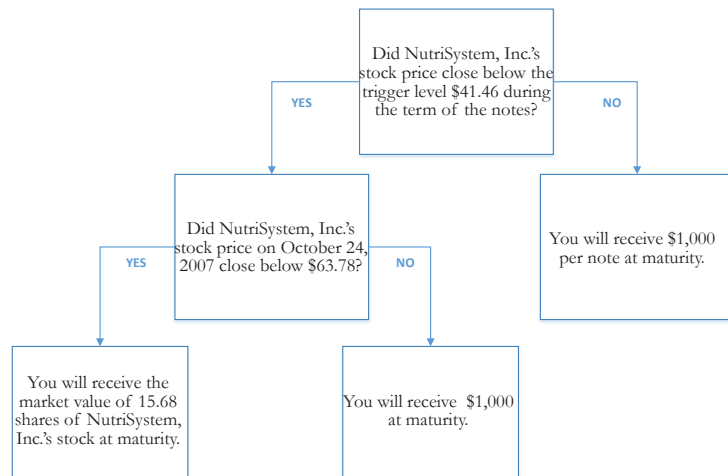 Did NutriSystem, Inc.'s
stock price close below the
trigger level $41.46 during
the term of the notes?
YES
NO
Did NutriSystem, Inc.'s
stock price on October 24,
2007 close below $63.78?
You will receive $1,000
per note at maturity.
YES
NO
You will receive the
market value of 15.68
shares of NutriSystem,
Inc.'s stock at maturity.
You will receive $1,000
at maturity.